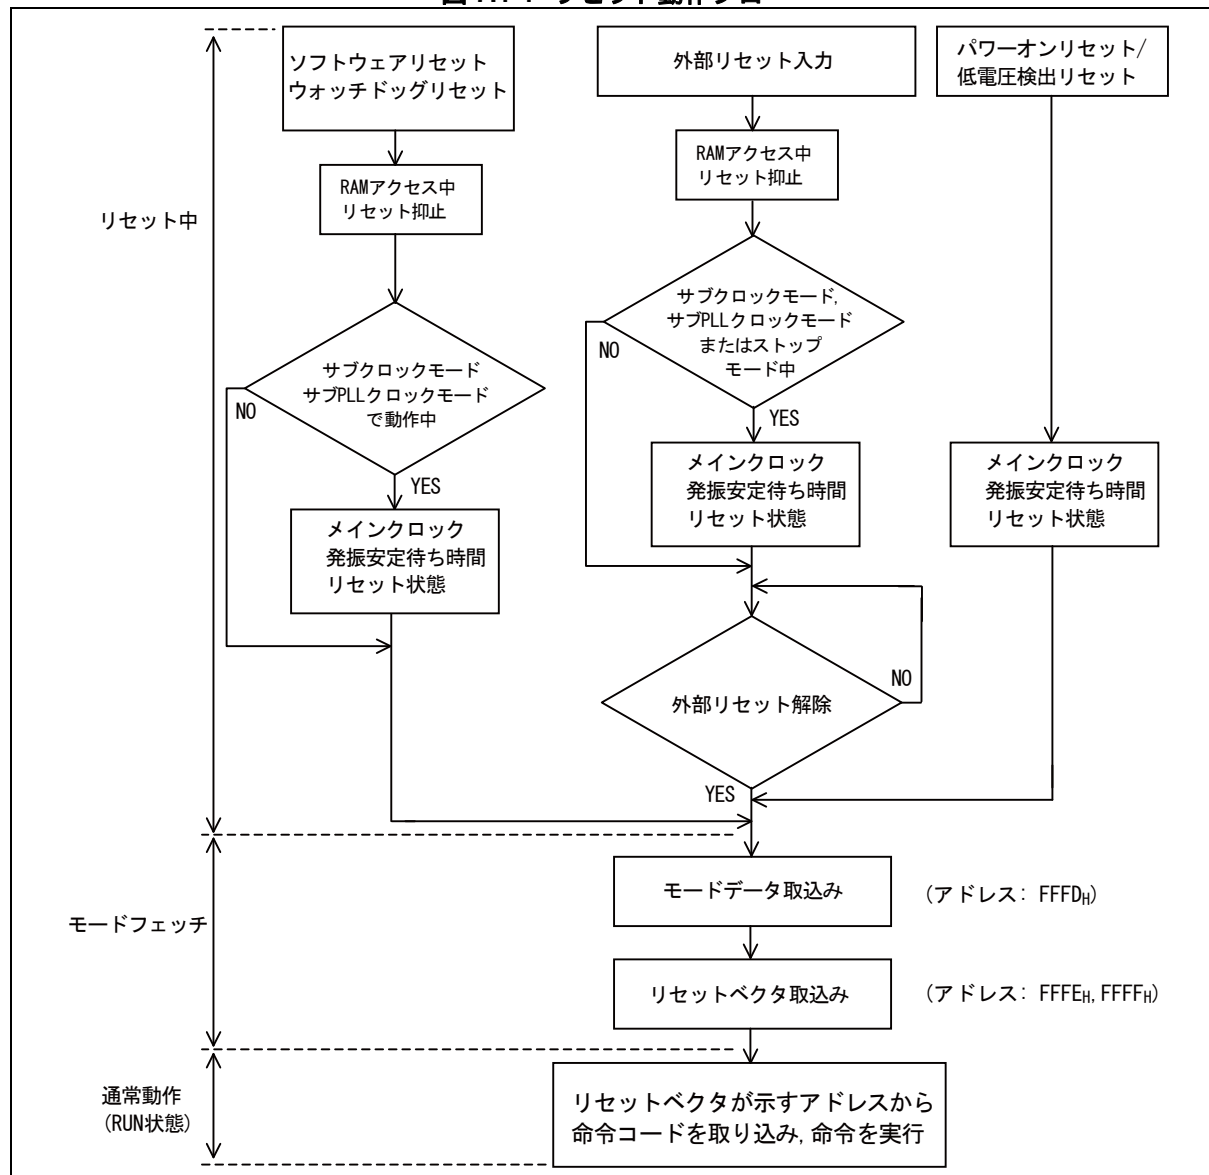 ソフトウェアリセット
ウォッチドッグリセット
外部リセット入力
パワーオンリセット/
低電圧検出リセット
RAMアクセス中
リセット抑止
RAMアクセス中
リセット抑止
リセット中
サブクロックモード,
サブPLLクロックモード
またはストップ
モード中
NO
YES
サブクロックモード
サブPLLクロックモード
で動作中
NO
YES
メインクロック
発振安定待ち時間
リセット状態
メインクロック
発振安定待ち時間
リセット状態
メインクロック
発振安定待ち時間
リセット状態
外部リセット解除
NO
YES
モードフェッチ
モードデータ取込み
(アドレス: FFFDH)
リセットベクタ取込み
(アドレス: FFFEH, FFFFH)
通常動作
(RUN状態)
リセットベクタが示すアドレスから
命令コードを取り込み, 命令を実行